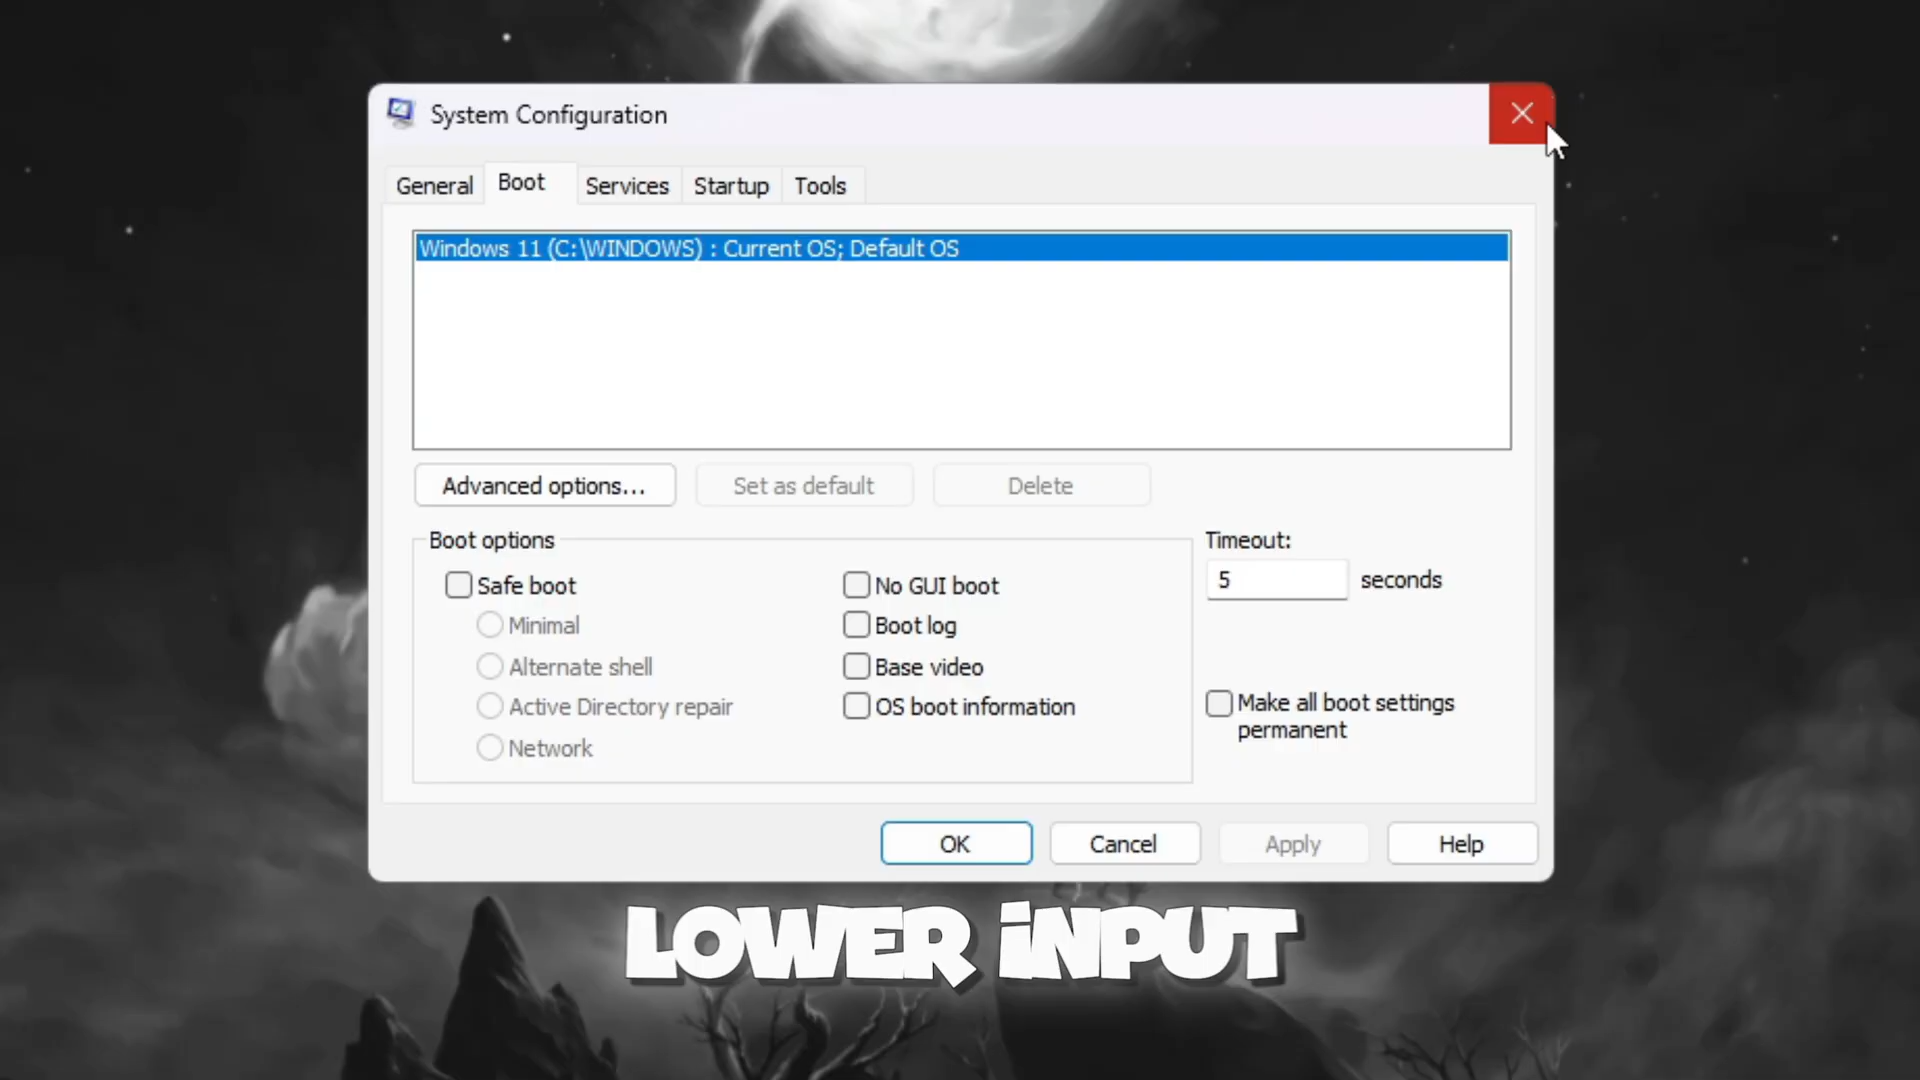 System Configuration
General Boot Services Startup Tools
Windows 11 (C:\WINDOWS) : Current OS; Default OS
Advanced options... Set as default Delete
Boot options
Timeout:
Safe boot
No GUI boot
5 seconds
Minimal
Boot log
Alternate shell
Base video
Active Directory repair
OS boot information
Make all boot settings
permanent
Network
OK Cancel Apply Help
LOWER INPUT